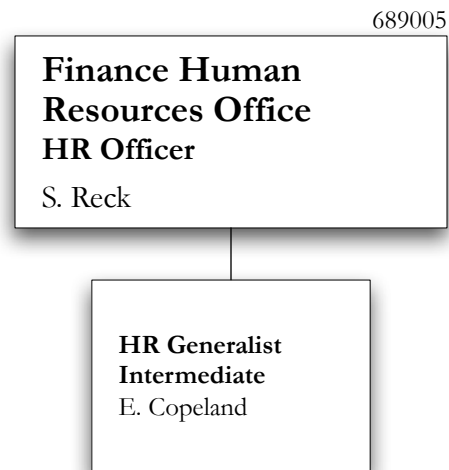 689005
Finance Human
Resources Office
HR Officer
S. Reck
HR Generalist
Intermediate
E. Copeland